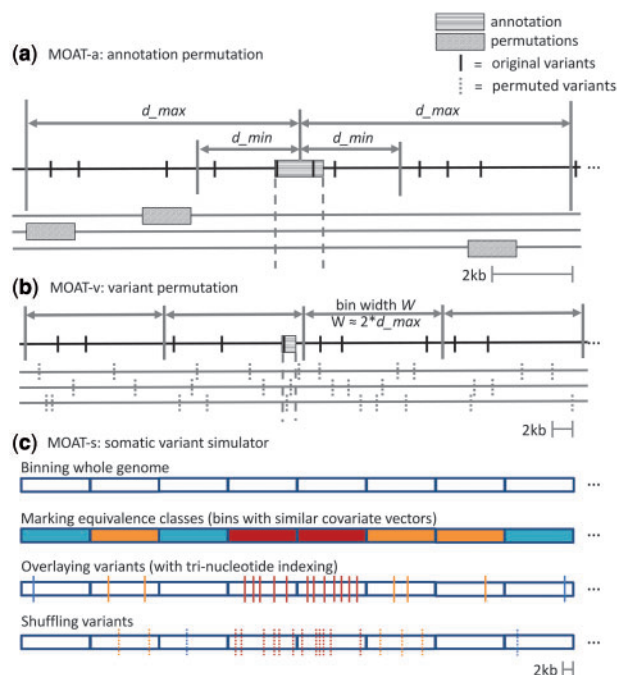 annotation
permutations
= original variants
= permuted variants
(a) MOAT-a: annotation permutation
d_max
d_max
d_min
d_min
...
2kb
(b) MOAT-v: variant permutation
bin width W
W ≈ 2*d_max
...
2kb
(c) MOAT-s: somatic variant simulator
Binning whole genome
...
Marking equivalence classes (bins with similar covariate vectors)
...
Overlaying variants (with tri-nucleotide indexing)
...
Shuffling variants
...
2kb